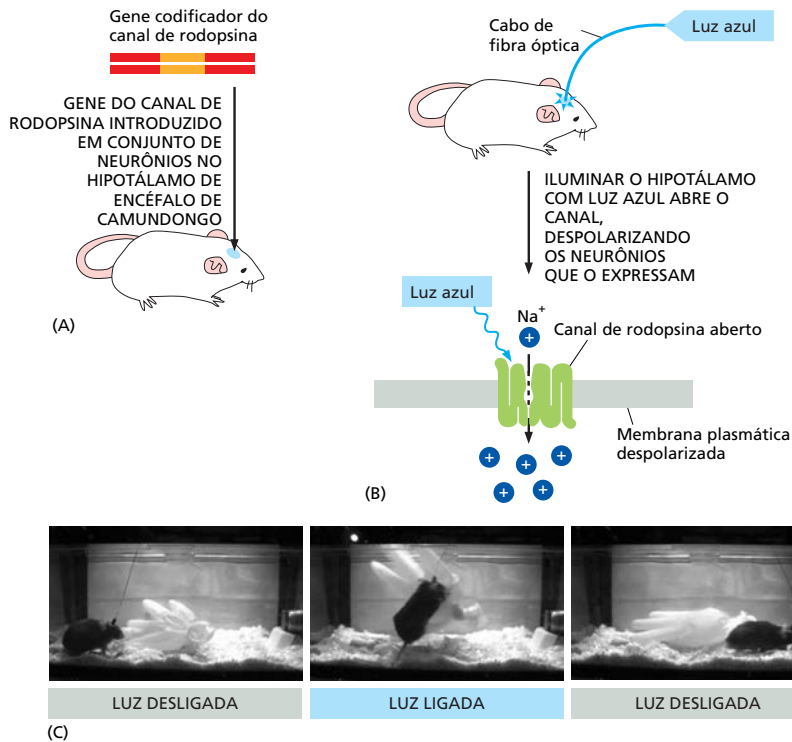 Gene codificador do
canal de rodopsina
GENE DO CANAL DE
RODOPSINA INTRODUZIDO
EM CONJUNTO DE
NEURÔNIOS NO
HIPOTÁLAMO DE
ENCÉFALO DE
CAMUNDONGO
(A)
Cabo de
fibra óptica
Luz azul
ILUMINAR O HIPOTÁLAMO
COM LUZ AZUL ABRE O
CANAL,
DESPOLARIZANDO
OS NEURÔNIOS
QUE O EXPRESSAM
Luz azul
Na+
+
Canal de rodopsina aberto
Membrana plasmática
despolarizada
+ + +
+ +
(B)
LUZ DESLIGADA
LUZ LIGADA
LUZ DESLIGADA
(C)